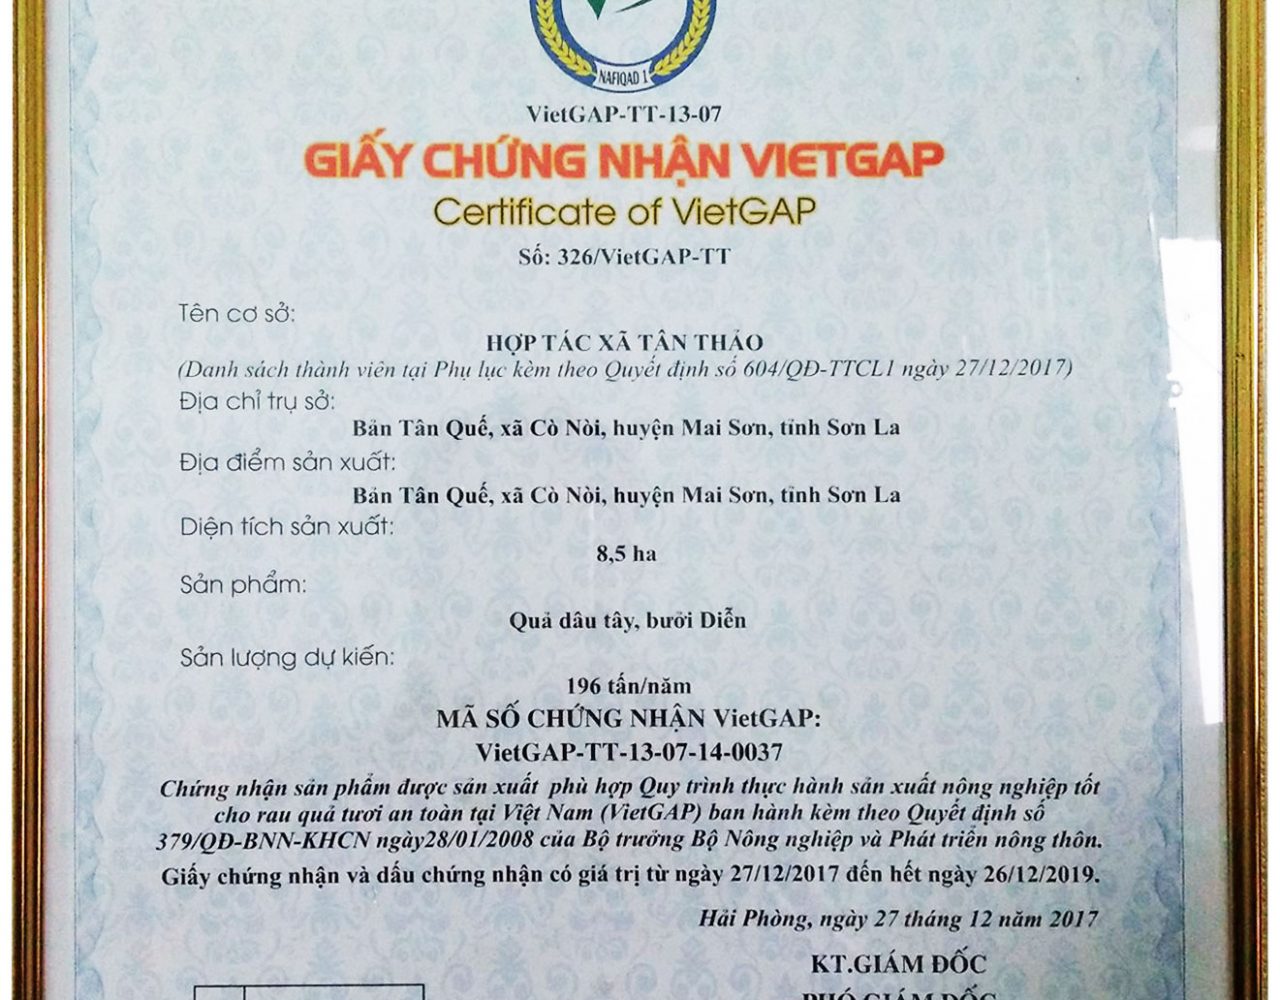 NAFIQAD 1
VietGAP-TT-13-07
GIẤY CHỨNG NHẬN VIETGAP
Certificate of VietGAP
Số: 326/VietGAP-TT
Tên cơ sở:
HỢP TÁC XÃ TÂN THẢO
(Danh sách thành viên tại Phụ lục kèm theo Quyết định số 604/QĐ-TTCL1 ngày 27/12/2017)
Địa chỉ trụ sở:
Bản Tân Quế, xã Cò Nòi, huyện Mai Sơn, tỉnh Sơn La
Địa điểm sản xuất:
Bản Tân Quế, xã Cò Nòi, huyện Mai Sơn, tỉnh Sơn La
Diện tích sản xuất:
8,5 ha
Sản phẩm:
Quả dâu tây, bưởi Diễn
Sản lượng dự kiến:
196 tấn/năm
MÃ SỐ CHỨNG NHẬN VietGAP:
VietGAP-TT-13-07-14-0037
Chứng nhận sản phẩm được sản xuất phù hợp Quy trình thực hành sản xuất nông nghiệp tốt
cho rau quả tươi an toàn tại Việt Nam (VietGAP) ban hành kèm theo Quyết định số
379/QĐ-BNN-KHCN ngày28/01/2008 của Bộ trưởng Bộ Nông nghiệp và Phát triển nông thôn.
Giấy chứng nhận và dấu chứng nhận có giá trị từ ngày 27/12/2017 đến hết ngày 26/12/2019.
Hải Phòng, ngày 27 tháng 12 năm 2017
KT.GIÁM ĐỐC
PHÓ GIÁM ĐỐC